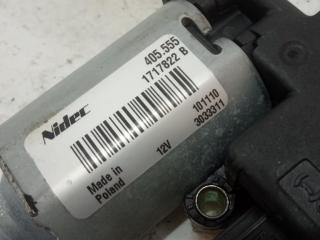 405.555
1717822 B
Nidec
101110
3033311
12V
Made in
Poland